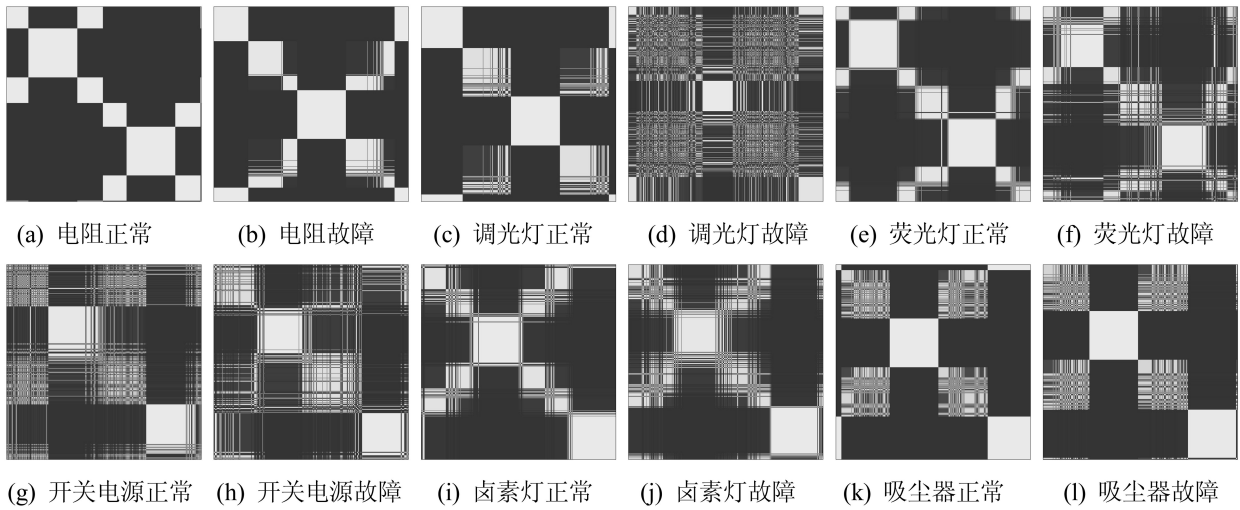 (a) 电阻正常 (b) 电阻故障 (c) 调光灯正常 (d) 调光灯故障 (e) 荧光灯正常 (f) 荧光灯故障
(g) 开关电源正常 (h) 开关电源故障 (i) 卤素灯正常 (j) 卤素灯故障 (k) 吸尘器正常 (l) 吸尘器故障